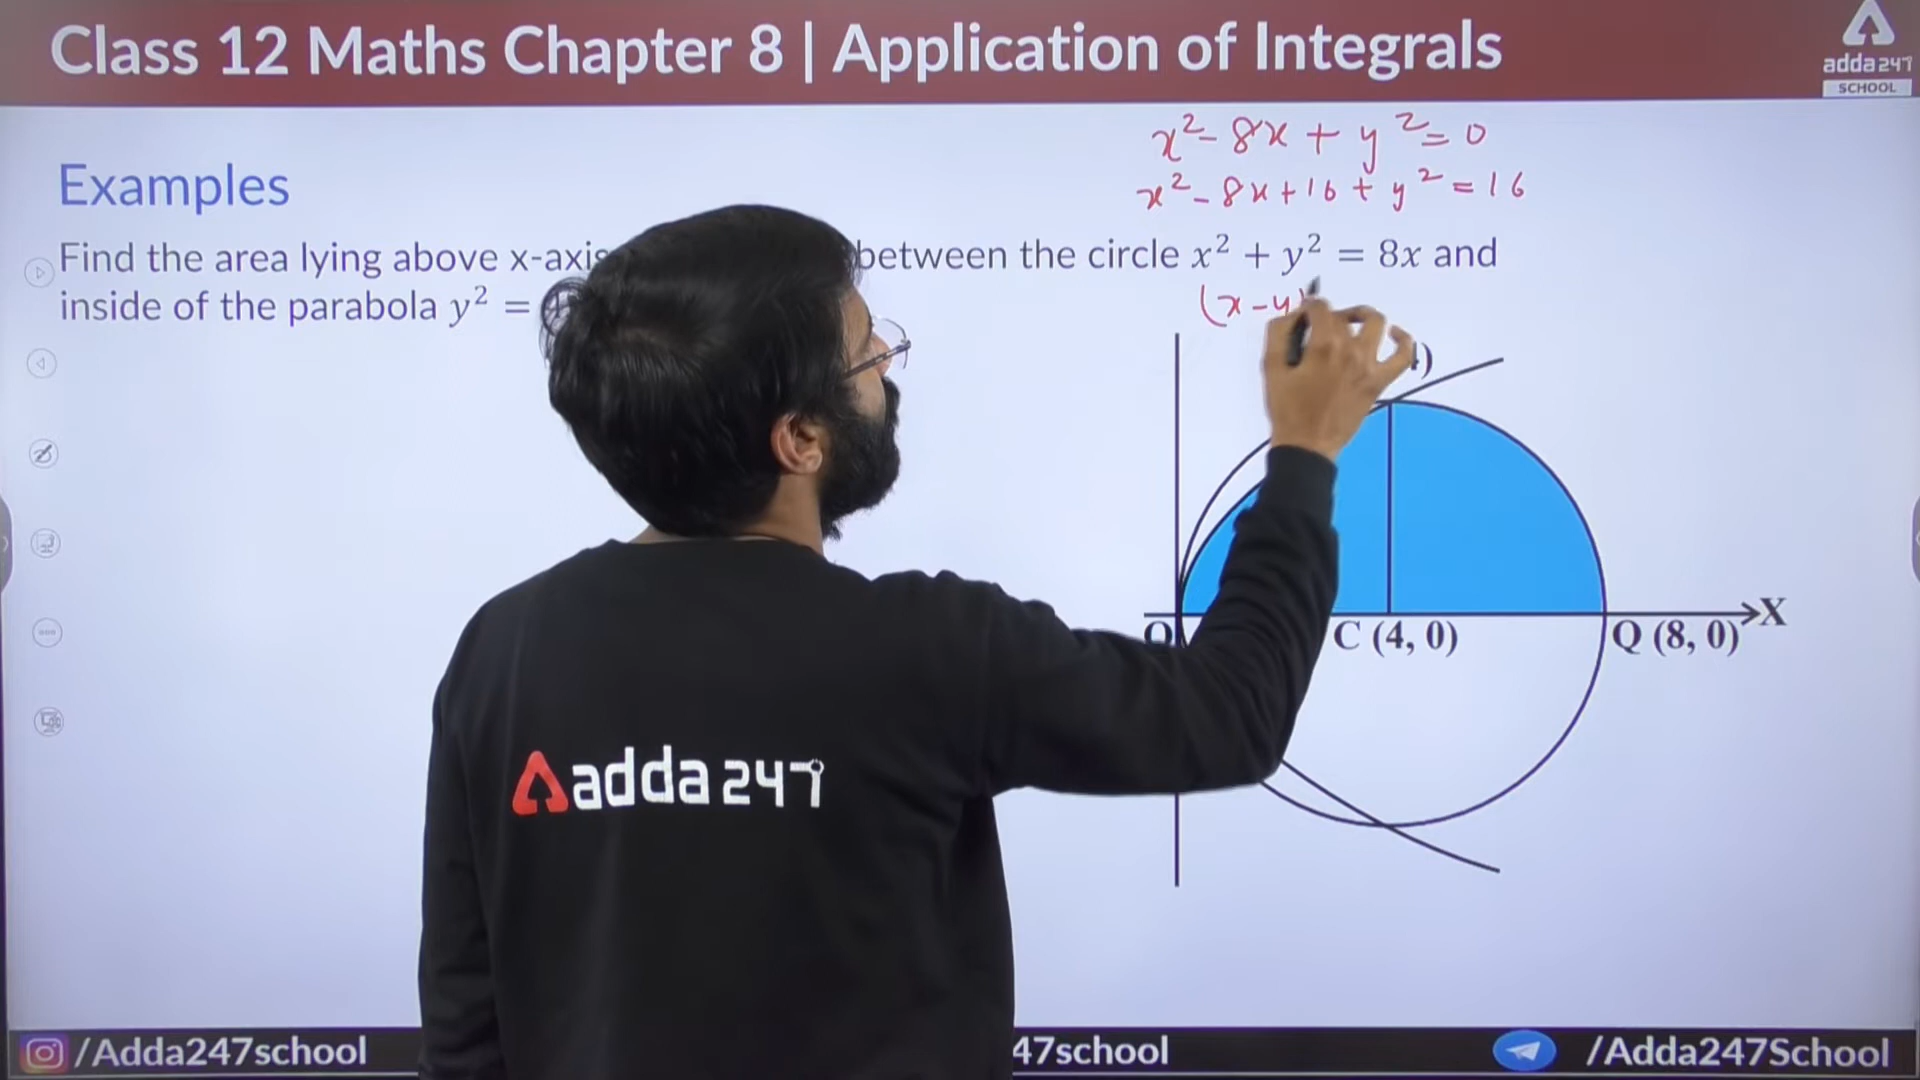 Class 12 Maths Chapter 8 | Application of Integrals
adda247
SCHOOL
x² - 8x + y² = 0
x² - 8x + 16 + y² = 16
Examples
Find the area lying above x-axis between the circle x² + y² = 8x and
inside of the parabola y² =
(x-4)
4)
O
C (4, 0)
Q (8, 0)
X
adda247
/Adda247school
47school
/Adda247School